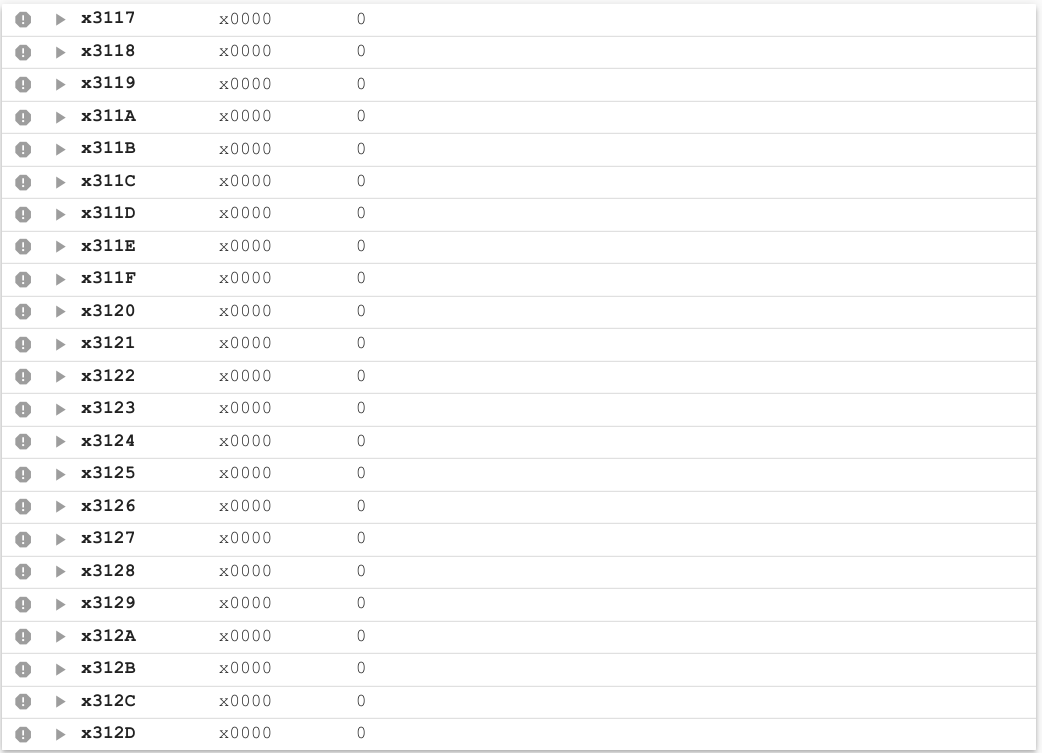 x3117 x0000 0
x3118 x0000 0
x3119 x0000 0
x311A x0000 0
x311B x0000 0
x311C x0000 0
x311D x0000 0
x311E x0000 0
x311F x0000 0
x3120 x0000 0
x3121 x0000 0
x3122 x0000 0
x3123 x0000 0
x3124 x0000 0
x3125 x0000 0
x3126 x0000 0
x3127 x0000 0
x3128 x0000 0
x3129 x0000 0
x312A x0000 0
x312B x0000 0
x312C x0000 0
x312D x0000 0